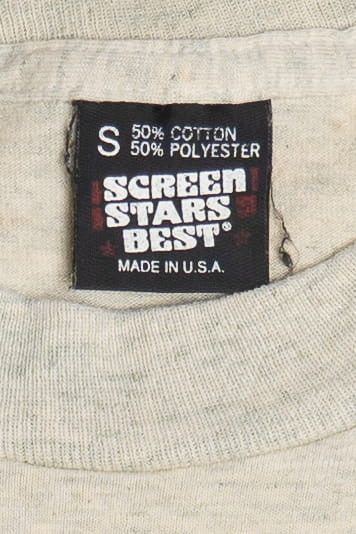 S 50% COTTON
50% POLYESTER
SCREEN
STARS
BEST®
MADE IN U.S.A.